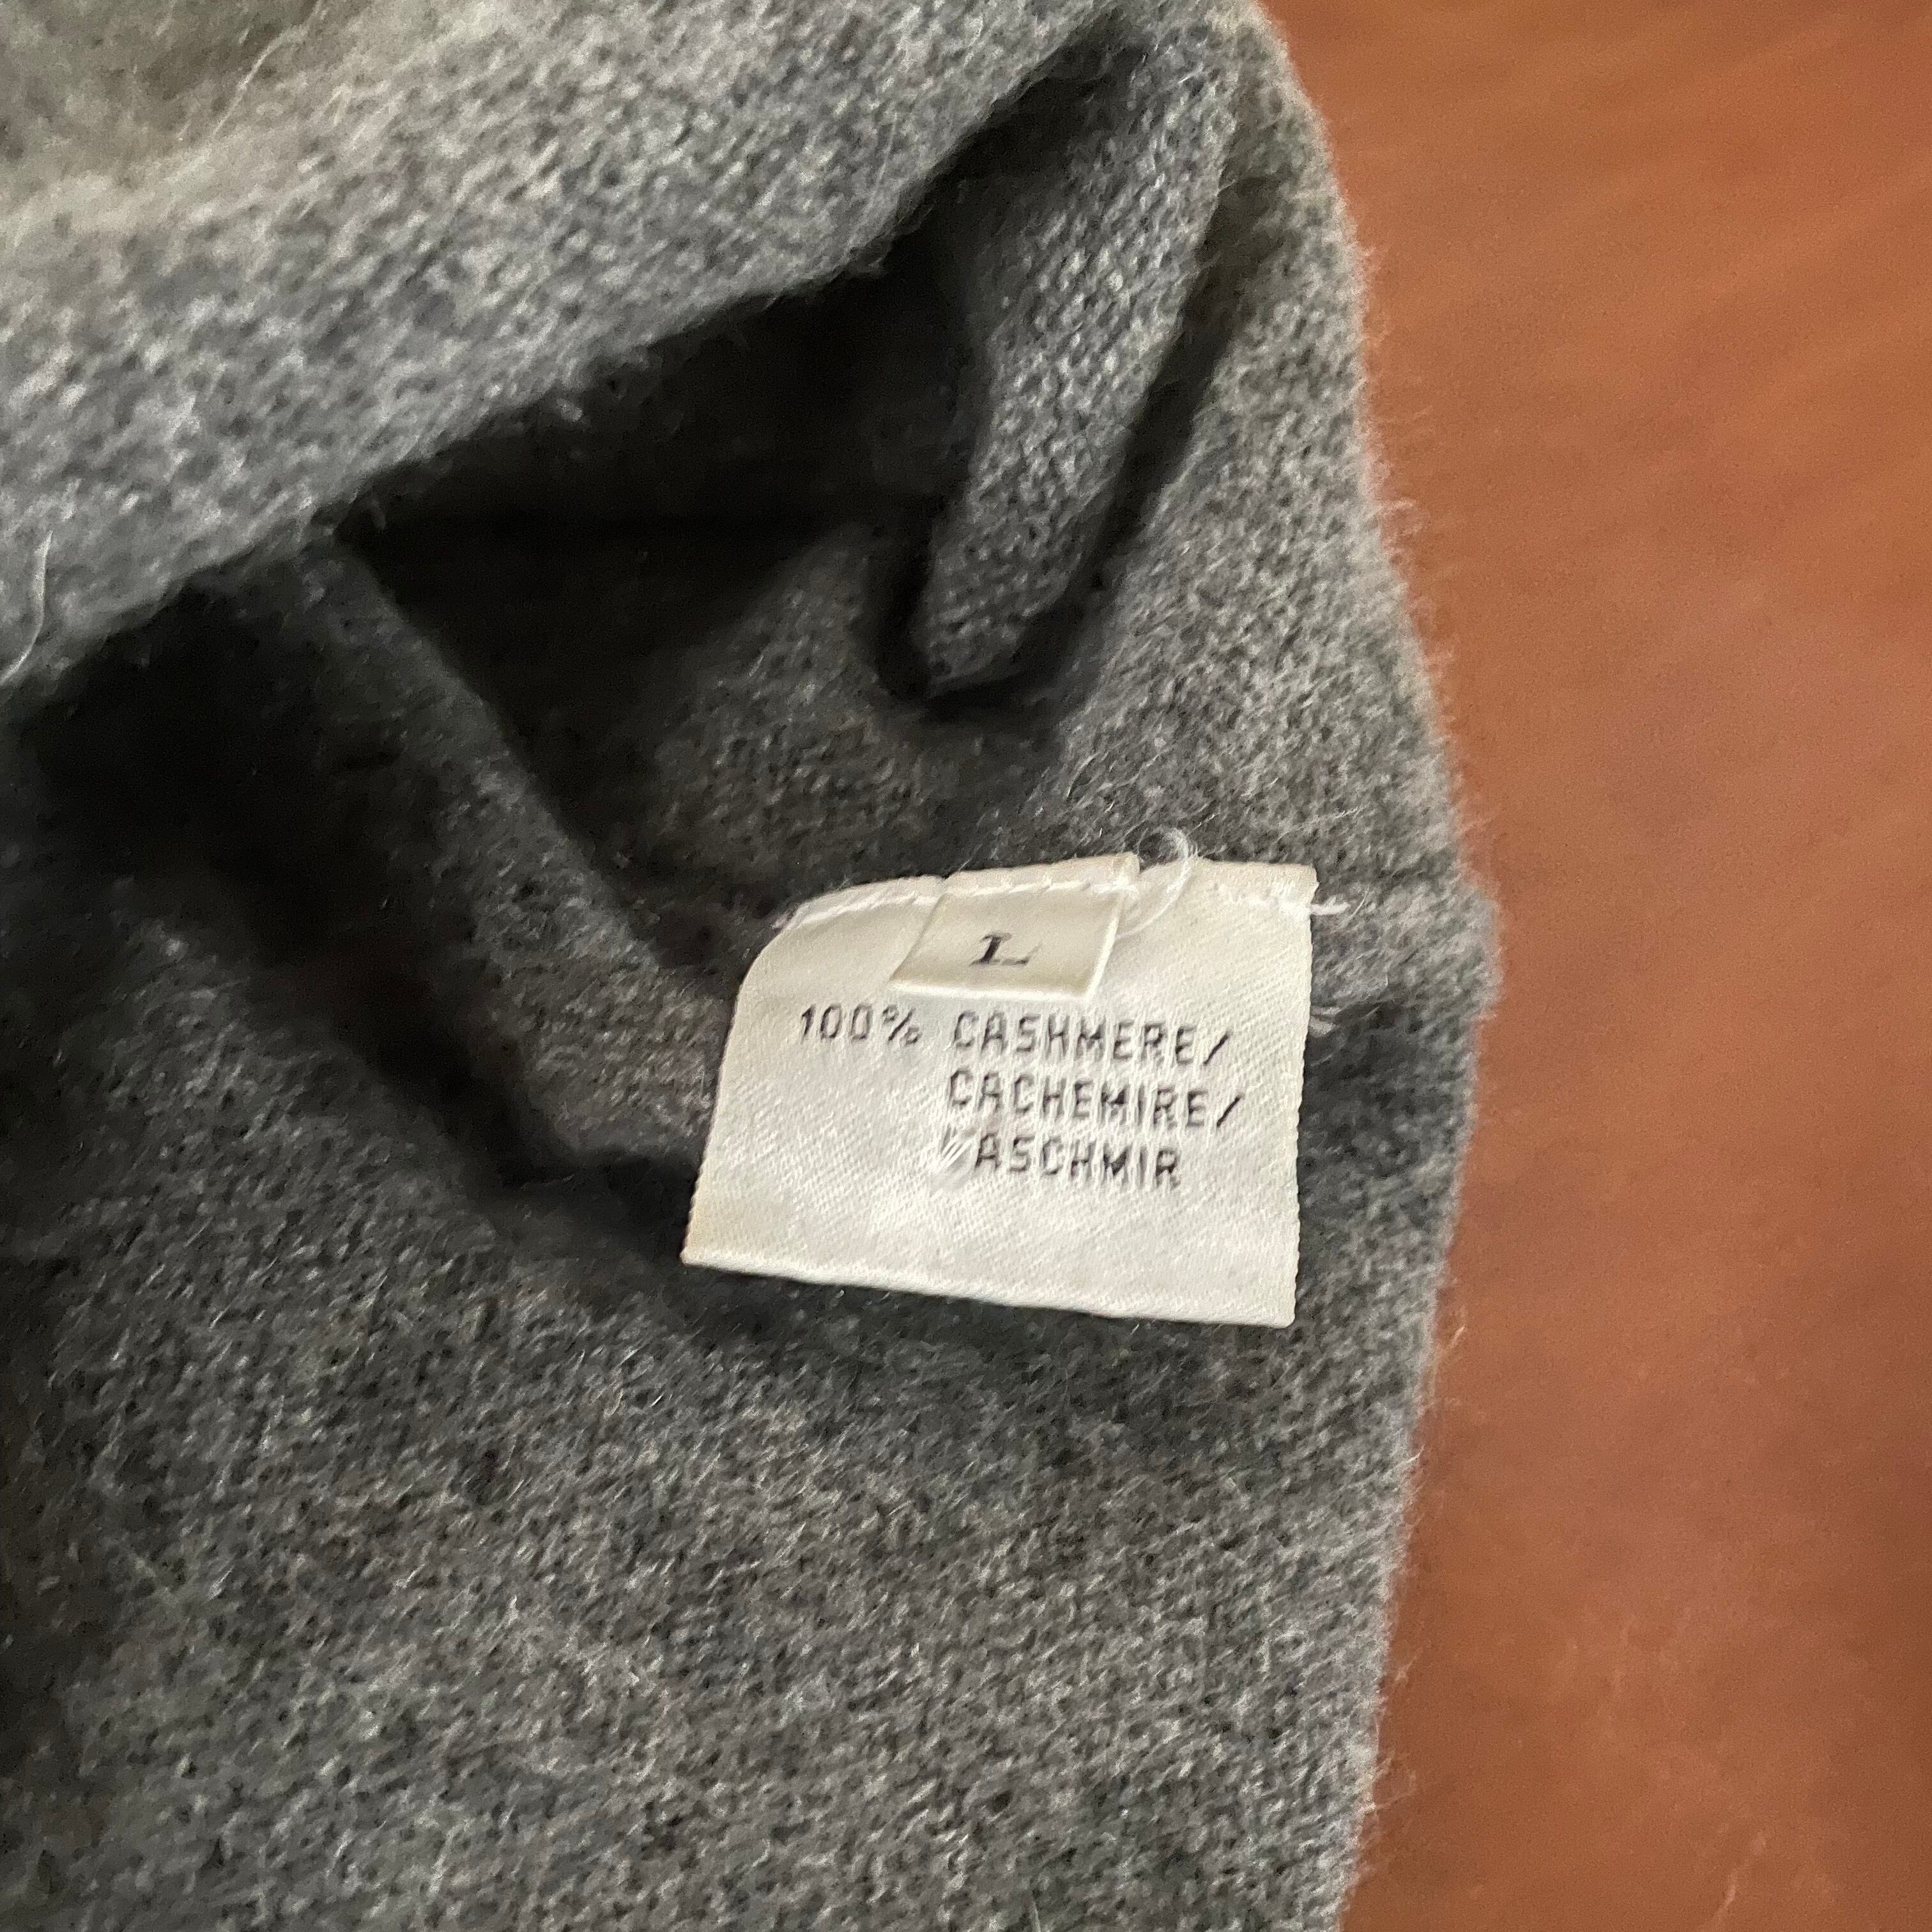 L
100% CASHMERE/
CACHEMIRE/
KASCHMIR